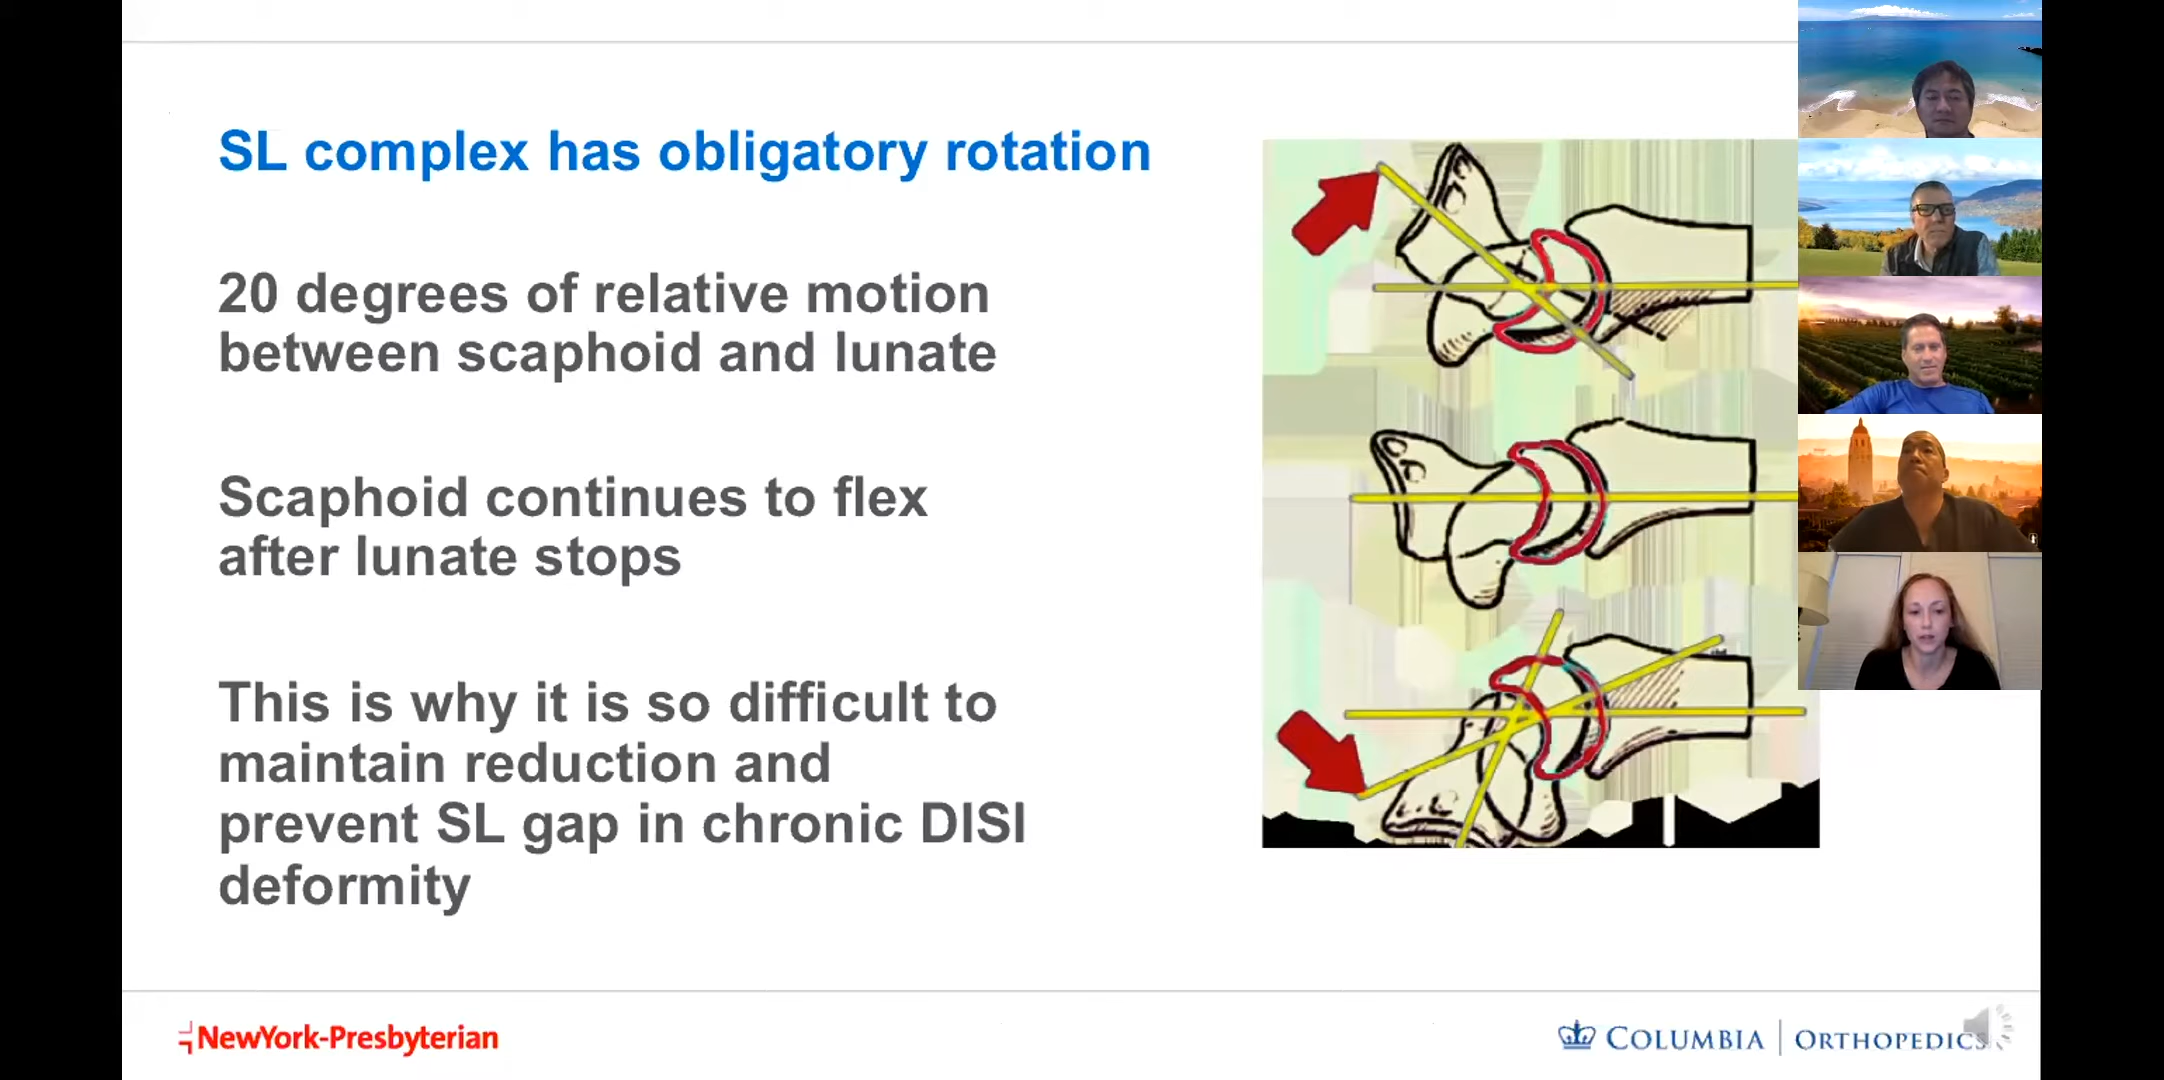 SL complex has obligatory rotation
20 degrees of relative motion
between scaphoid and lunate
Scaphoid continues to flex
after lunate stops
This is why it is so difficult to
maintain reduction and
prevent SL gap in chronic DISI
deformity
NewYork-Presbyterian
COLUMBIA | ORTHOPEDICS